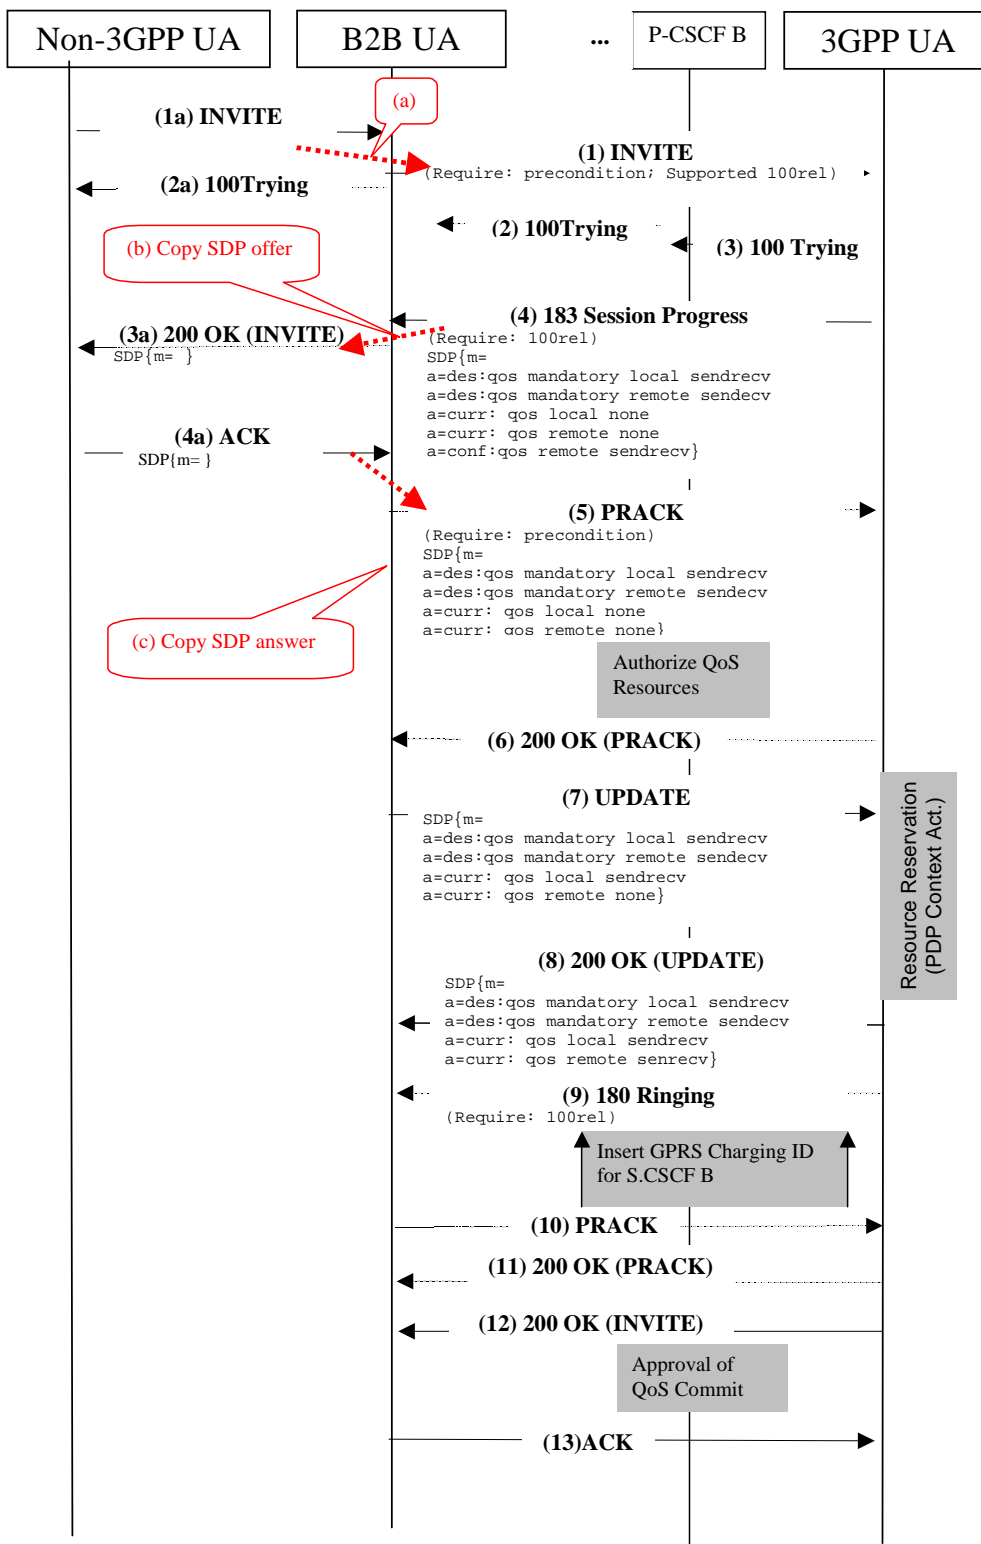 Non-3GPP UA
B2B UA
...
P-CSCF B
3GPP UA
(a)
(1a) INVITE
(1) INVITE
(Require: precondition; Supported 100rel)
(2a) 100Trying
(2) 100Trying
(3) 100 Trying
(b) Copy SDP offer
(4) 183 Session Progress
(Require: 100rel)
SDP{m=
a=des:qos mandatory local sendrecv
a=des:qos mandatory remote sendecv
a=curr: qos local none
a=curr: qos remote none
a=conf:qos remote sendrecv}
(3a) 200 OK (INVITE)
SDP{m= }
(4a) ACK
SDP{m= }
(5) PRACK
(Require: precondition)
SDP{m=
a=des:qos mandatory local sendrecv
a=des:qos mandatory remote sendecv
a=curr: qos local none
a=curr: qos remote none}
(c) Copy SDP answer
Authorize QoS
Resources
(6) 200 OK (PRACK)
(7) UPDATE
SDP{m=
a=des:qos mandatory local sendrecv
a=des:qos mandatory remote sendecv
a=curr: qos local sendrecv
a=curr: qos remote none}
Resource Reservation
(PDP Context Act.)
(8) 200 OK (UPDATE)
SDP{m=
a=des:qos mandatory local sendrecv
a=des:qos mandatory remote sendecv
a=curr: qos local sendrecv
a=curr: qos remote senrecv}
(9) 180 Ringing
(Require: 100rel)
Insert GPRS Charging ID
for S.CSCF B
(10) PRACK
(11) 200 OK (PRACK)
(12) 200 OK (INVITE)
Approval of
QoS Commit
(13)ACK